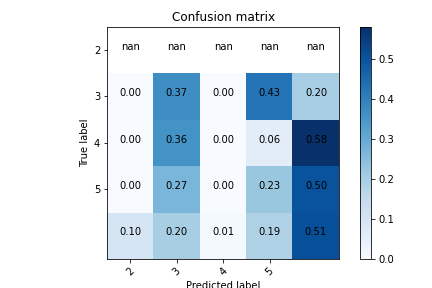 Confusion matrix
2 nan nan nan nan nan
3 0.00 0.37 0.00 0.43 0.20
4 0.00 0.36 0.00 0.06 0.58
5 0.00 0.27 0.00 0.23 0.50
0.10 0.20 0.01 0.19 0.51
2 3 4 5
Predicted label
True label
0.5
0.4
0.3
0.2
0.1
0.0